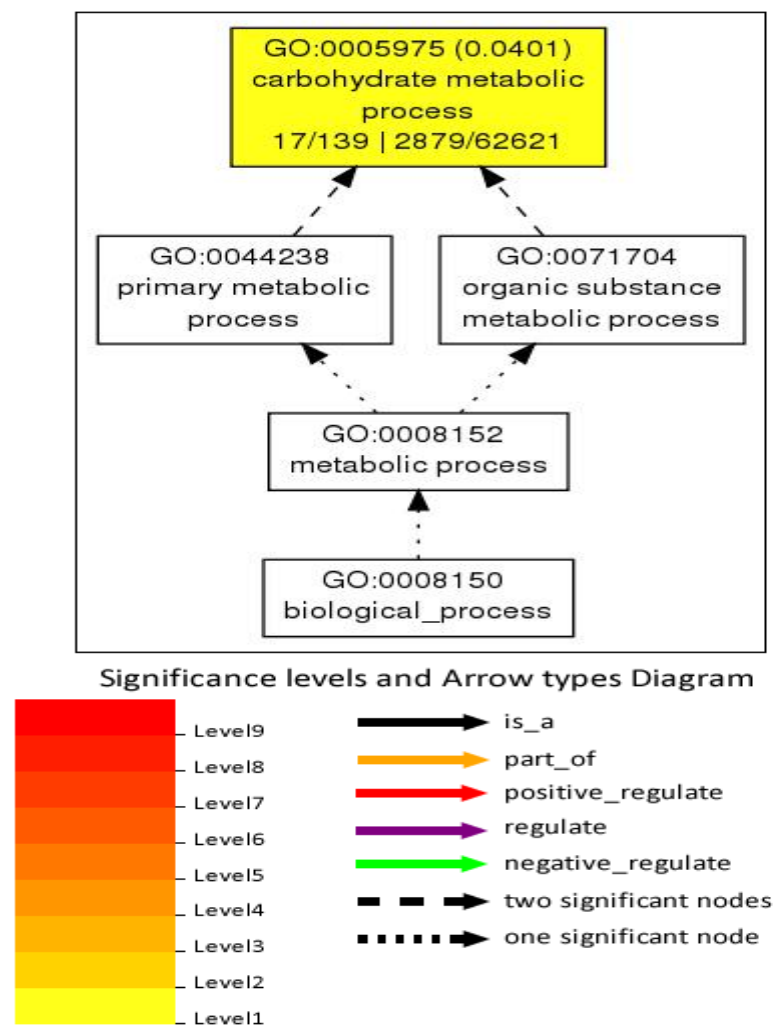 GO:0005975 (0.0401)
carbohydrate metabolic
process
17/139 | 2879/62621
GO:0044238
primary metabolic
process
GO:0071704
organic substance
metabolic process
GO:0008152
metabolic process
GO:0008150
biological_process
Significance levels and Arrow types Diagram
Level9
Level8
Level7
Level6
Level5
Level4
Level3
Level2
Level1
is_a
part_of
positive_regulate
regulate
negative_regulate
two significant nodes
one significant node